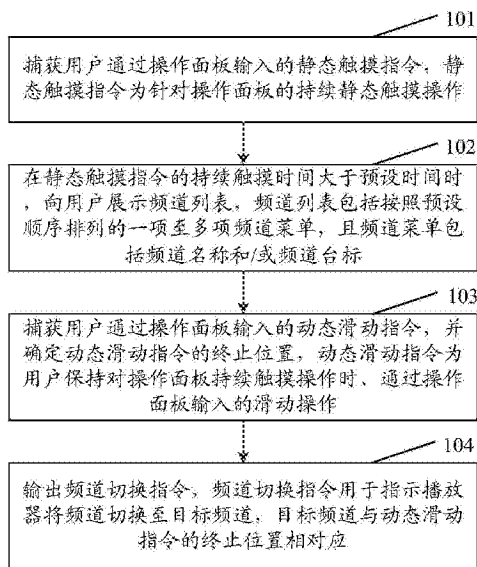 101
捕获用户通过操作面板输入的静态触摸指令，静
态触摸指令为针对操作面板的持续静态触摸操作
102
在静态触摸指令的持续触摸时间大于预设时间时
，向用户展示频道列表，频道列表包括按照预设
顺序排列的一项至多项频道菜单，且频道菜单包
括频道名称和/或频道台标
103
捕获用户通过操作面板输入的动态滑动指令，并
确定动态滑动指令的终止位置，动态滑动指令为
用户保持对操作面板持续触摸操作时、通过操作
面板输入的滑动操作
104
输出频道切换指令，频道切换指令用于指示播放
器将频道切换至目标频道，目标频道与动态滑动
指令的终止位置相对应